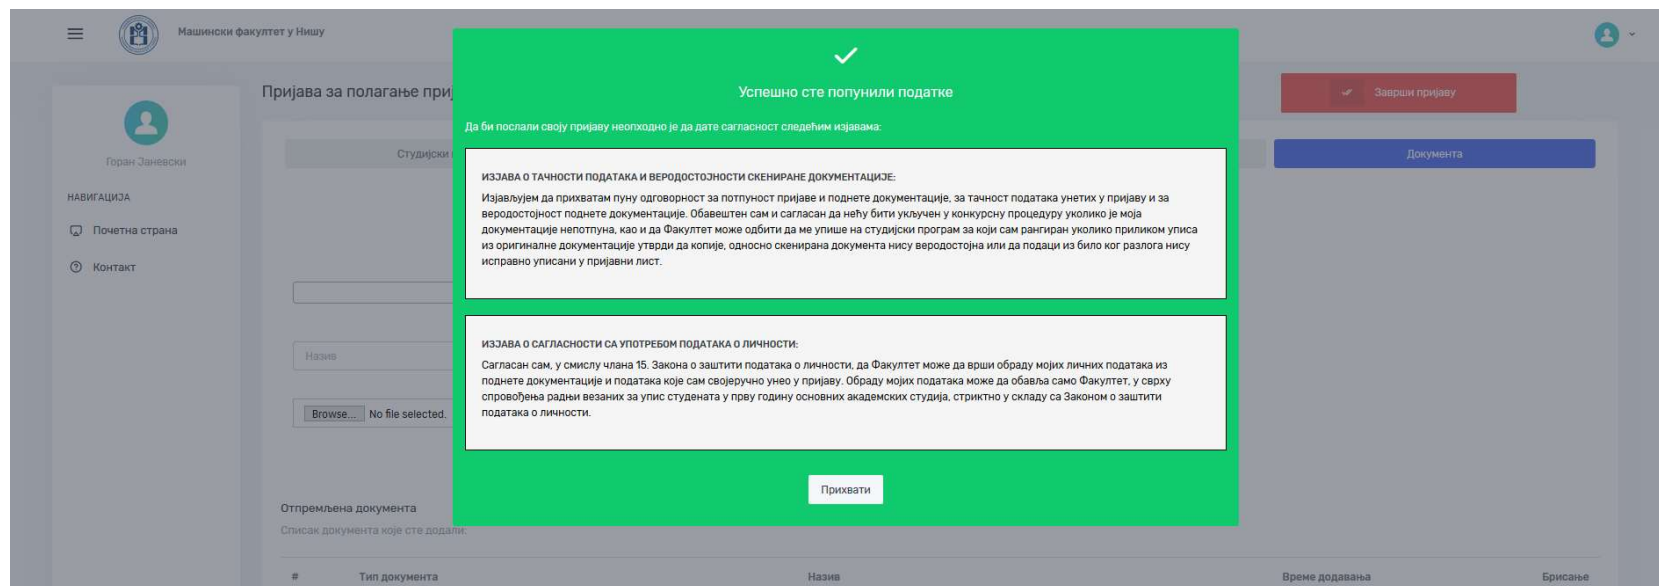 Машински факултет у Нишу
Успешно сте попунили податке
Пријава за полагање
Заврши пријаву
Да би послали своју пријаву неопходно је да дате сагласност следећим изјавама:
Горан Јаневски
Студијски
Документа
ИЗЈАВА О ТАЧНОСТИ ПОДАТАКА И ВЕРОДОСТОЈНОСТИ СКЕНИРАНЕ ДОКУМЕНТАЦИЈЕ:
Изјављујем да прихватам пуну одговорност за потпуност пријаве и поднете документације, за тачност података унетих у пријаву и за
веродостојност поднете документације. Обавештен сам и сагласан да нећу бити укључен у конкурсну процедуру уколико је моја
документације непотпуна, као и да Факултет може одбити да ме упише на студијски програм за који сам рангиран уколико приликом уписа
из оригиналне документације утврди да копије, односно скенирана документа нису веродостојна или да подаци из било ког разлога нису
исправно уписани у пријавни лист.
НАВИГАЦИЈА
Почетна страна
Контакт
ИЗЈАВА О САГЛАСНОСТИ СА УПОТРЕБОМ ПОДАТАКА О ЛИЧНОСТИ:
Сагласан сам, у смислу члана 15. Закона о заштити података о личности, да Факултет може да врши обраду мојих личних података из
поднете документације и података које сам својеручно унео у пријаву. Обраду мојих података може да обавља само Факултет, у сврху
спровођења радњи везаних за упис студената у прву годину основних академских студија, стриктно у складу са Законом о заштити
података о личности.
Назив
Browse... No file selected.
Прихвати
Отпремљена документа
Списак документа које сте додали:
# Тип документа Назив Време додавања Брисање